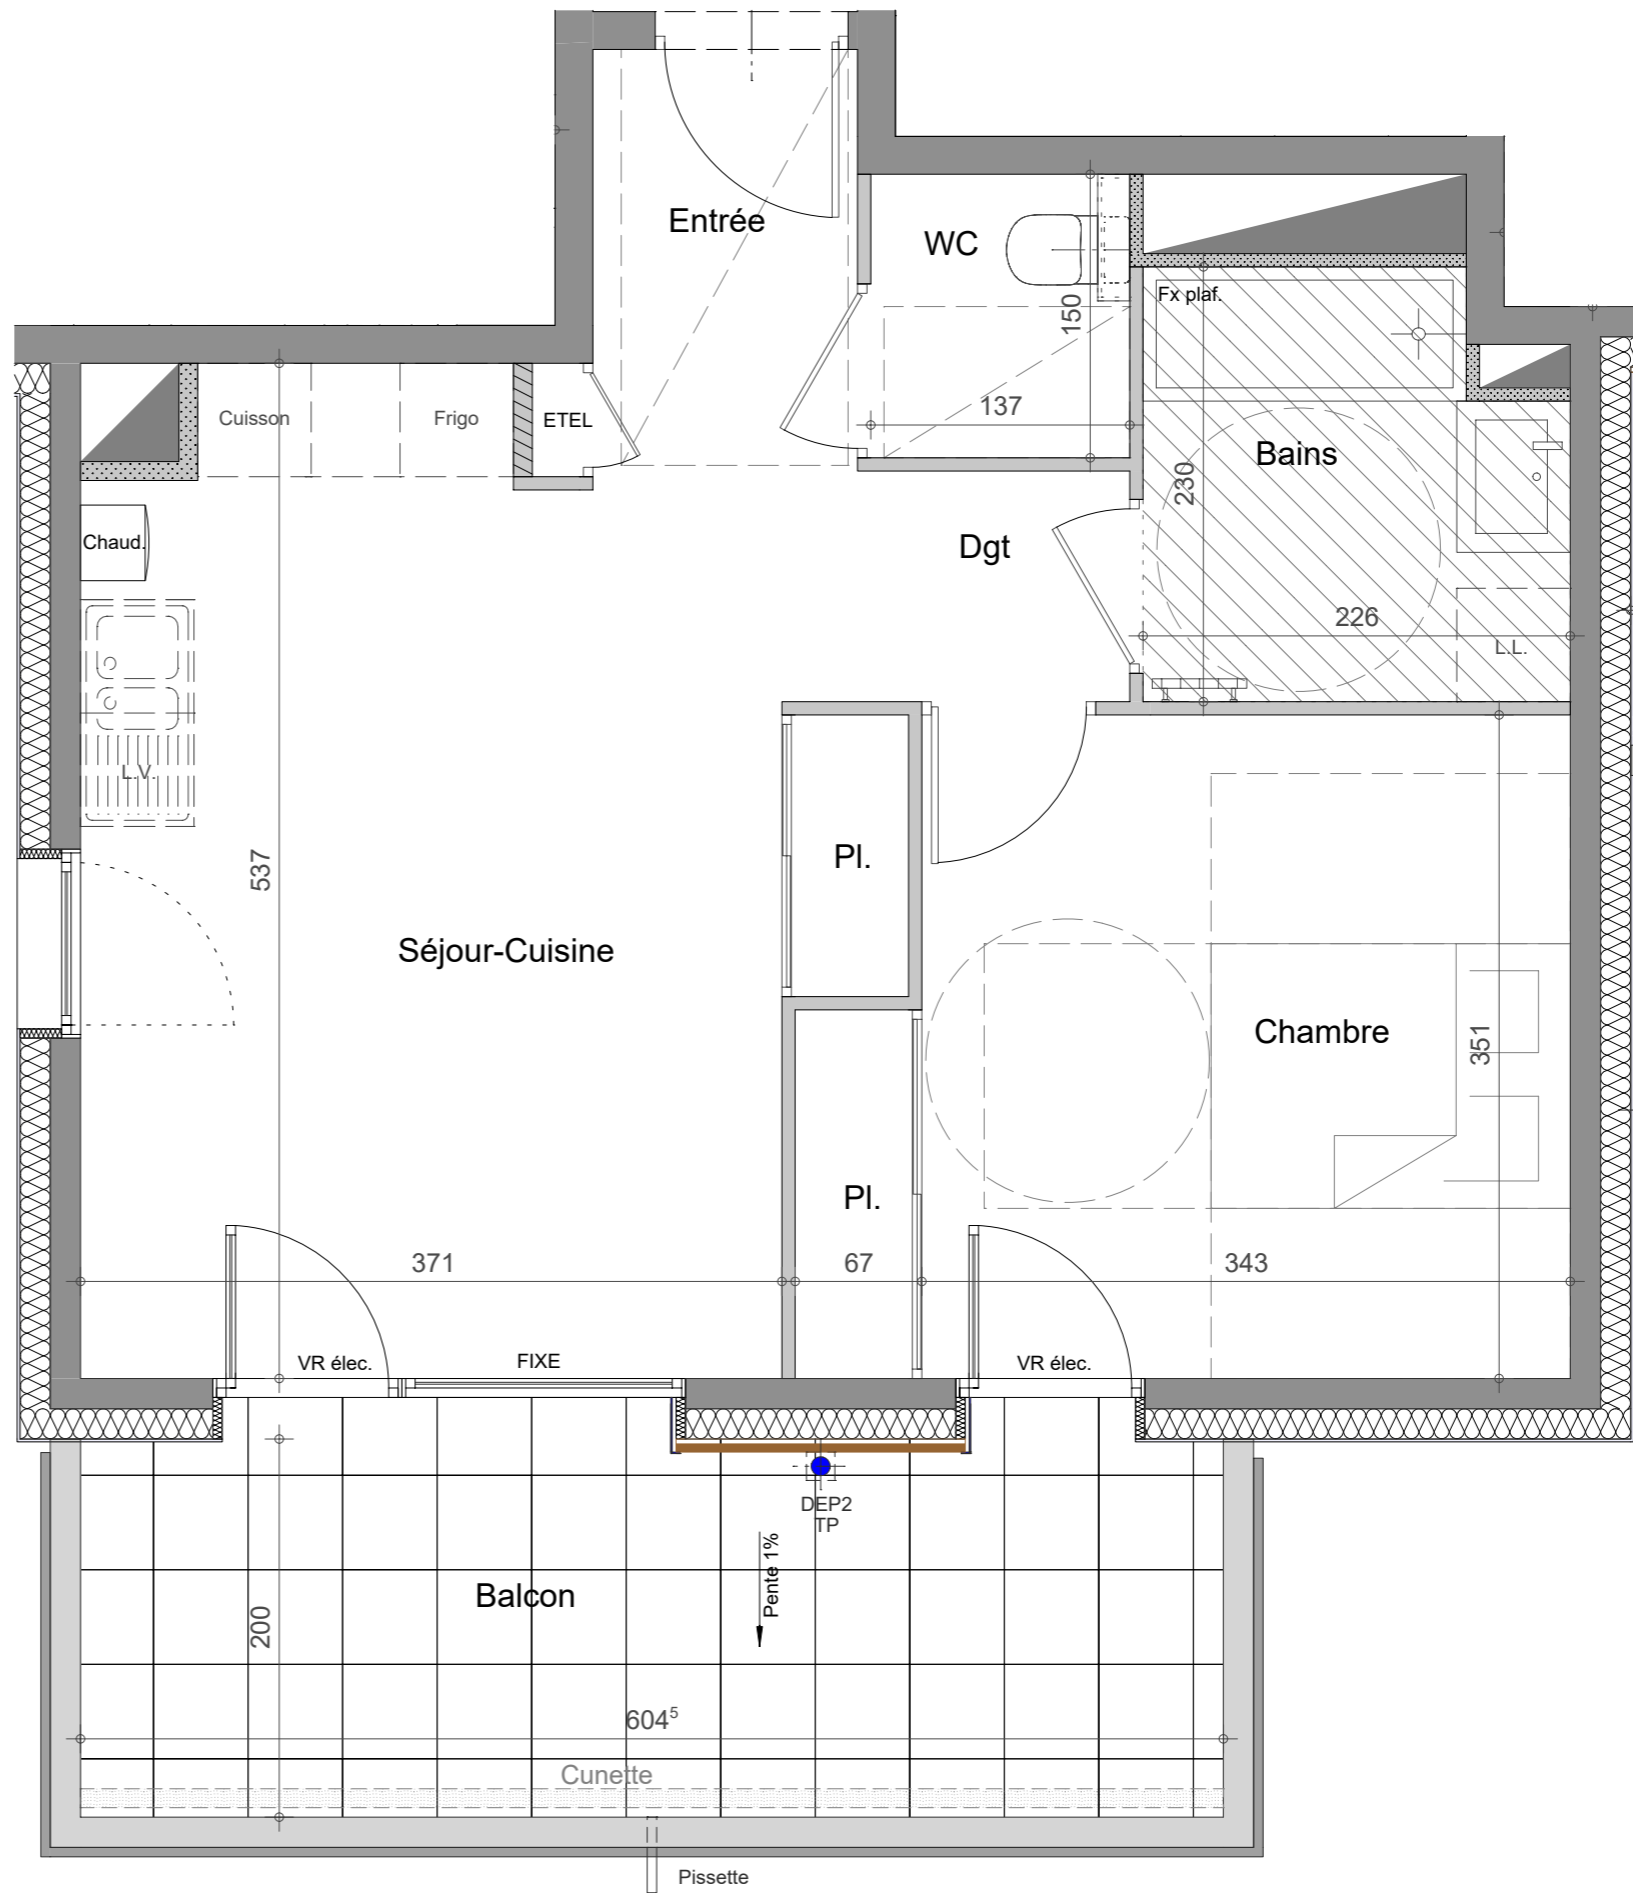 Entrée
WC
Fx plaf.
150
Cuisson
Frigo
ETEL
137
Bains
230
Chaud.
Dgt
226
L.L.
L.V.
537
Pl.
Séjour-Cuisine
Chambre
351
Pl.
371
67
343
VR élec.
FIXE
VR élec.
DEP2
TP
Pente 1%
Balcon
200
604⁵
Cunette
Pissette